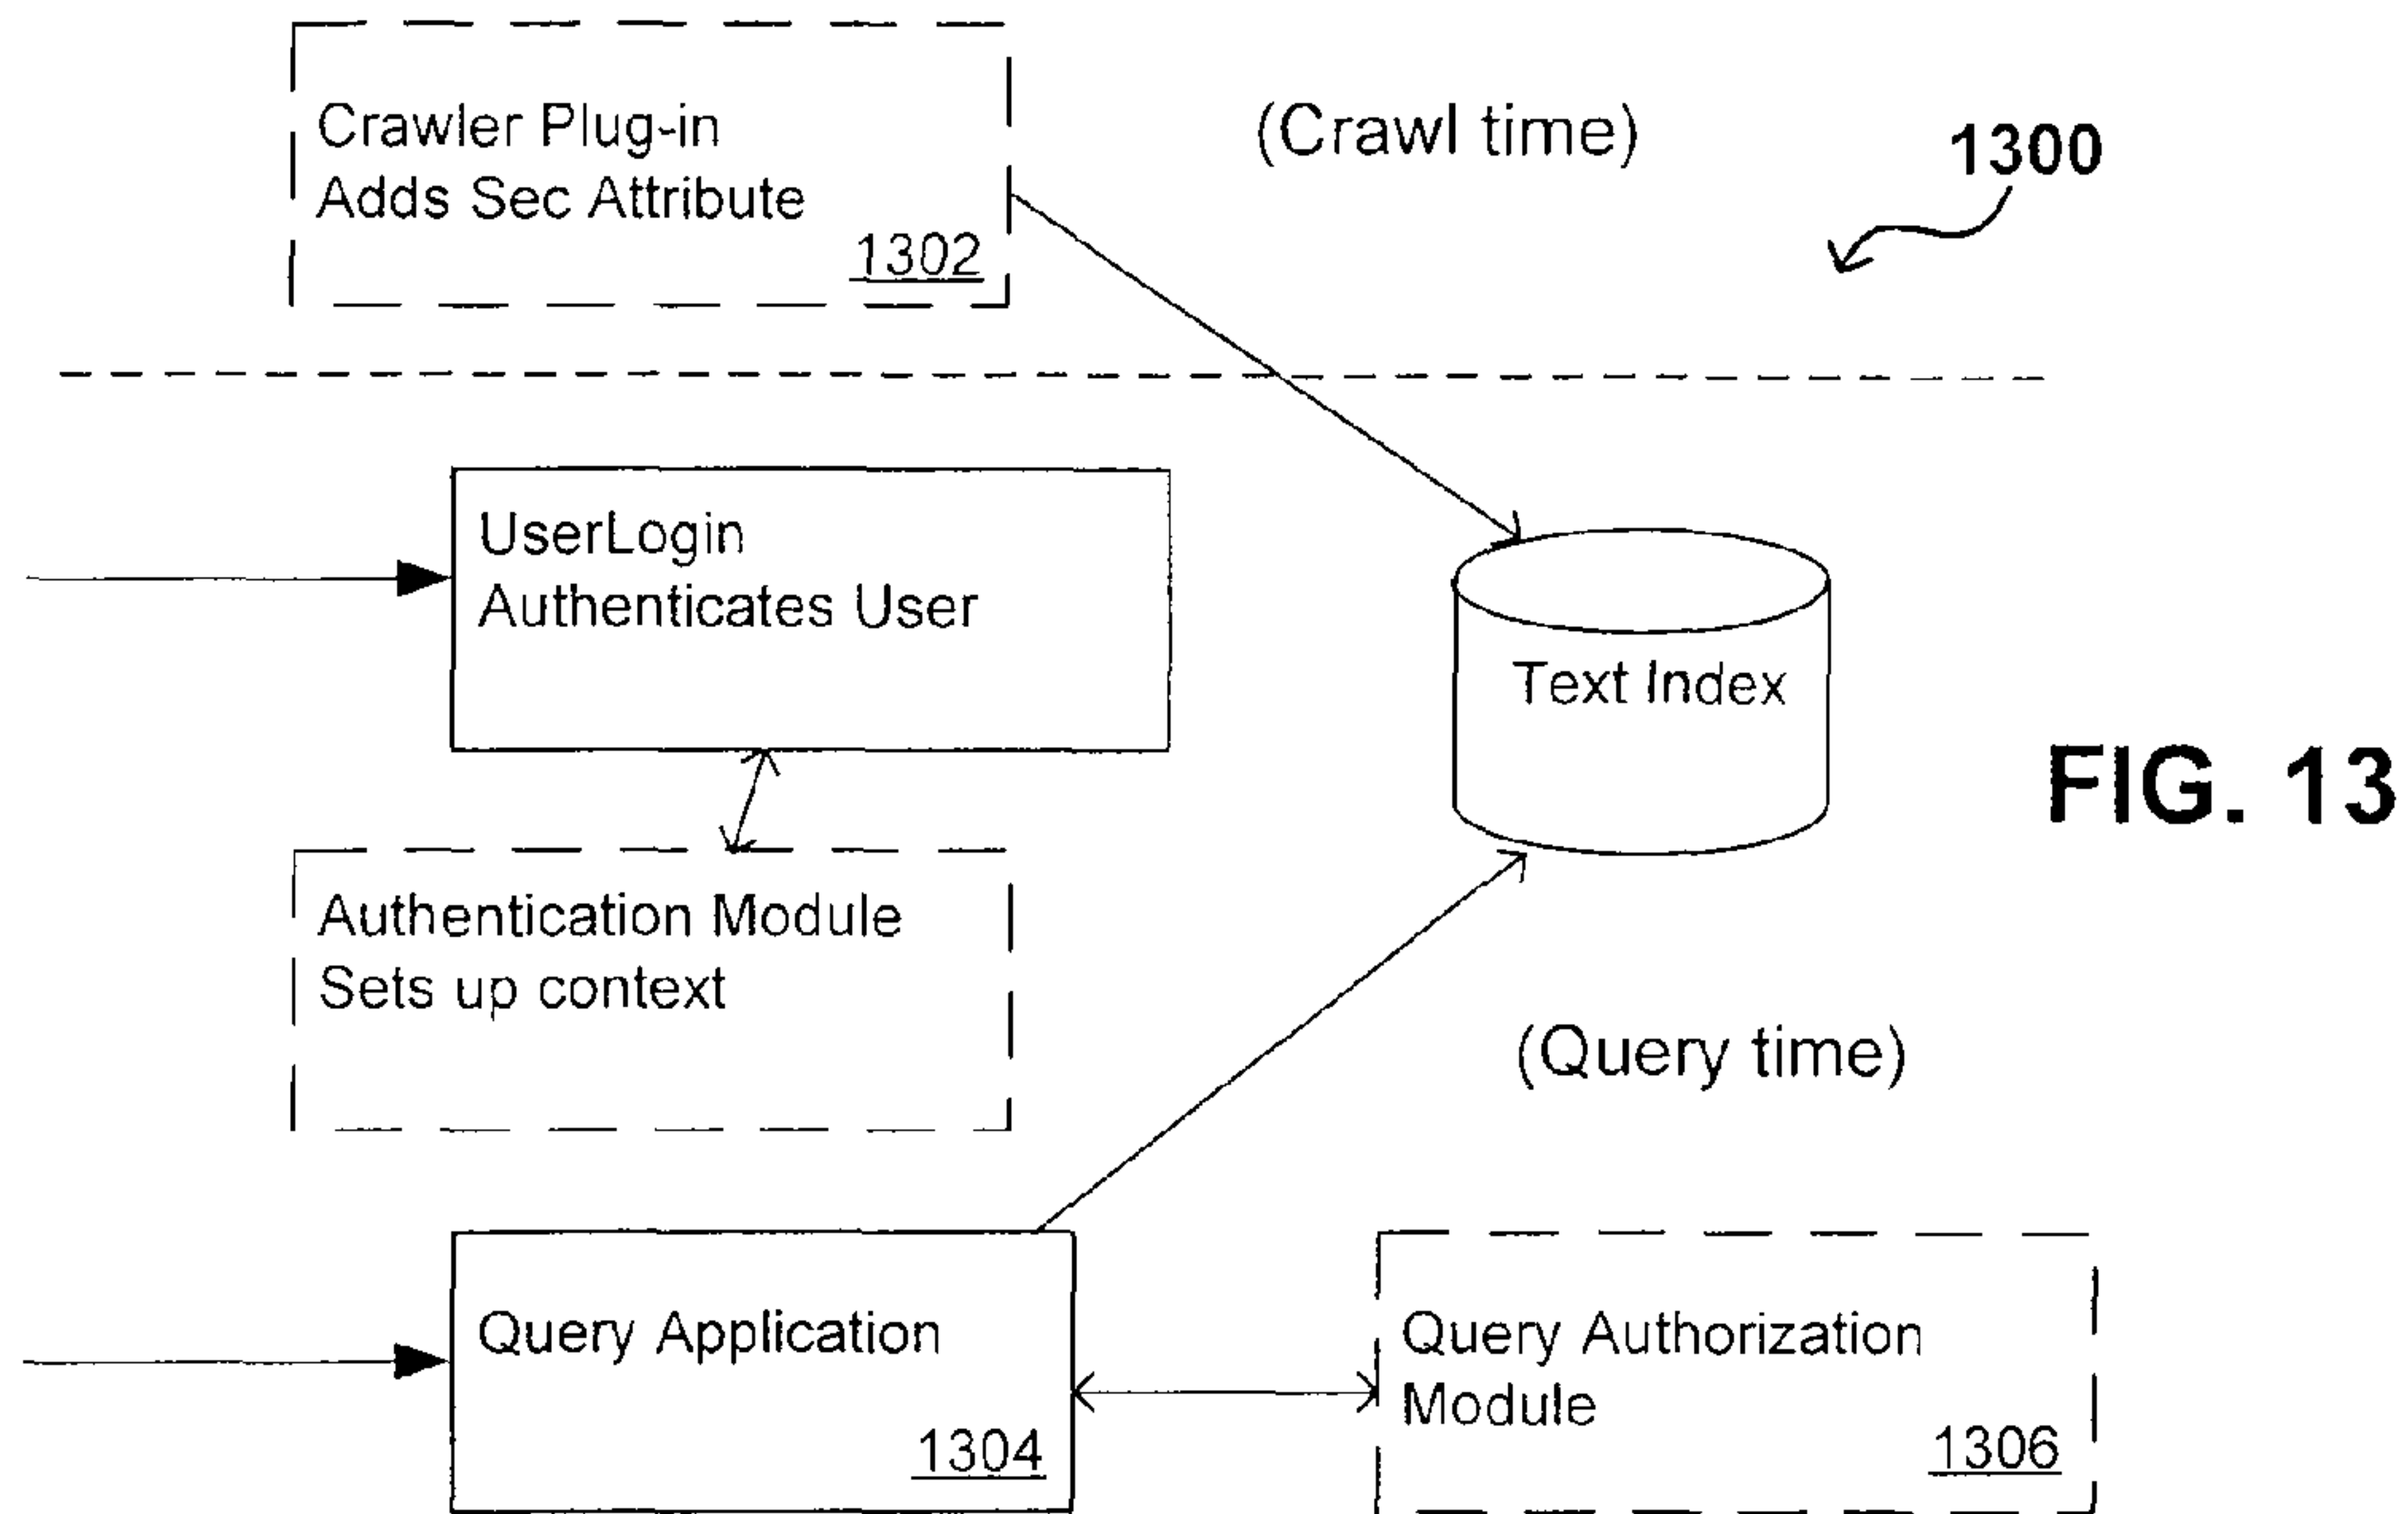 Crawler Plug-in
Adds Sec Attribute
1302
(Crawl time)
1300
UserLogin
Authenticates User
Text Index
FIG. 13
Authentication Module
Sets up context
(Query time)
Query Application
1304
Query Authorization
Module
1306